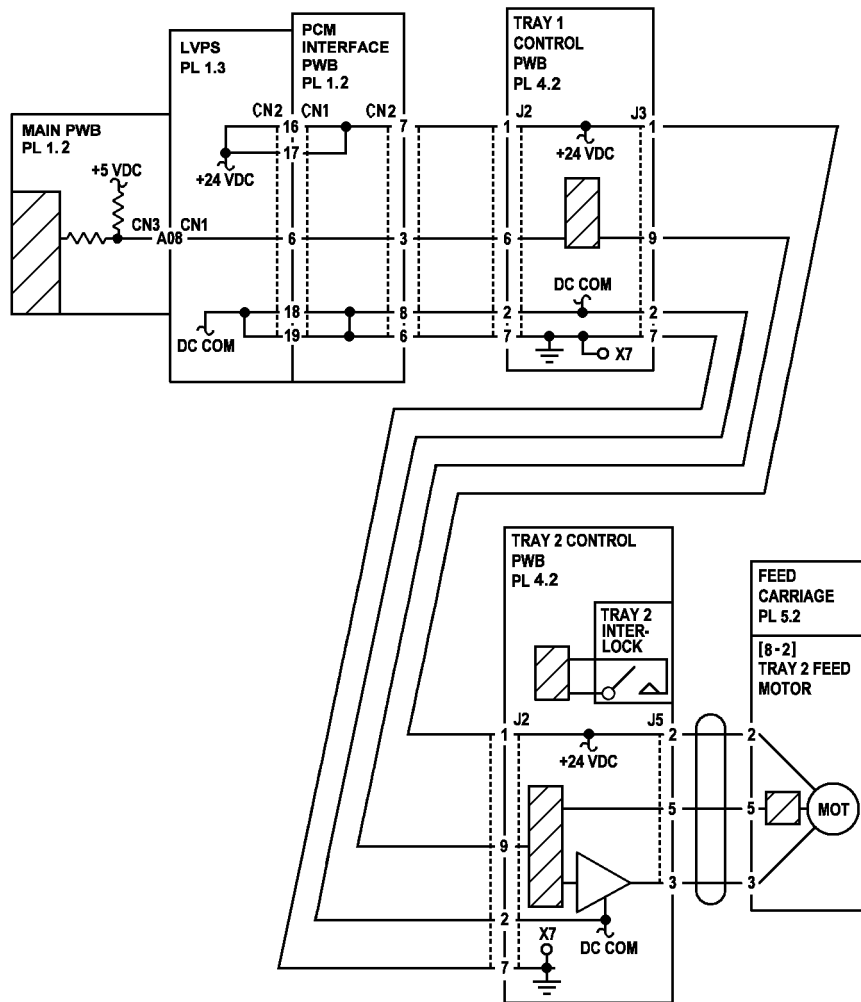 LVPS
PL 1.3
PCM
INTERFACE
PWB
PL 1.2
TRAY 1
CONTROL
PWB
PL 4.2
MAIN PWB
PL 1.2
+5 VDC
CN3 CN1
A08
CN2 CN1 CN2
16 7
17
+24 VDC
6 3
18 8
19 6
DC COM
J2 J3
1 1
+24 VDC
6 9
DC COM
2 2
7 7
X7
TRAY 2 CONTROL
PWB
PL 4.2
TRAY 2
INTER-
LOCK
FEED
CARRIAGE
PL 5.2
[8-2]
TRAY 2 FEED
MOTOR
J2 J5
1 2 2
+24 VDC
5 5 MOT
9
3 3
2
DC COM
X7
7